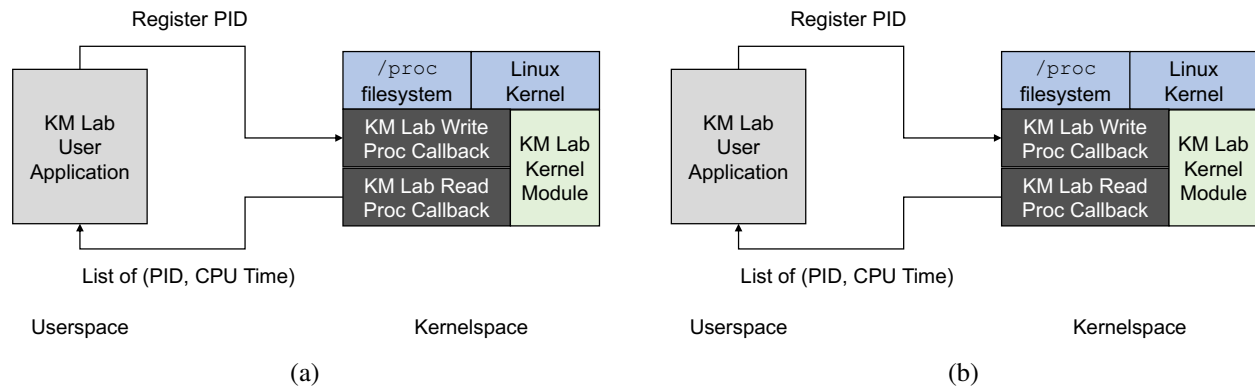 Register PID
/proc
filesystem
Linux
Kernel
KM Lab
User
Application
KM Lab Write
Proc Callback
KM Lab Read
Proc Callback
KM Lab
Kernel
Module
List of (PID, CPU Time)
Userspace
Kernelspace
(a)
Register PID
/proc
filesystem
Linux
Kernel
KM Lab
User
Application
KM Lab Write
Proc Callback
KM Lab Read
Proc Callback
KM Lab
Kernel
Module
List of (PID, CPU Time)
Userspace
Kernelspace
(b)